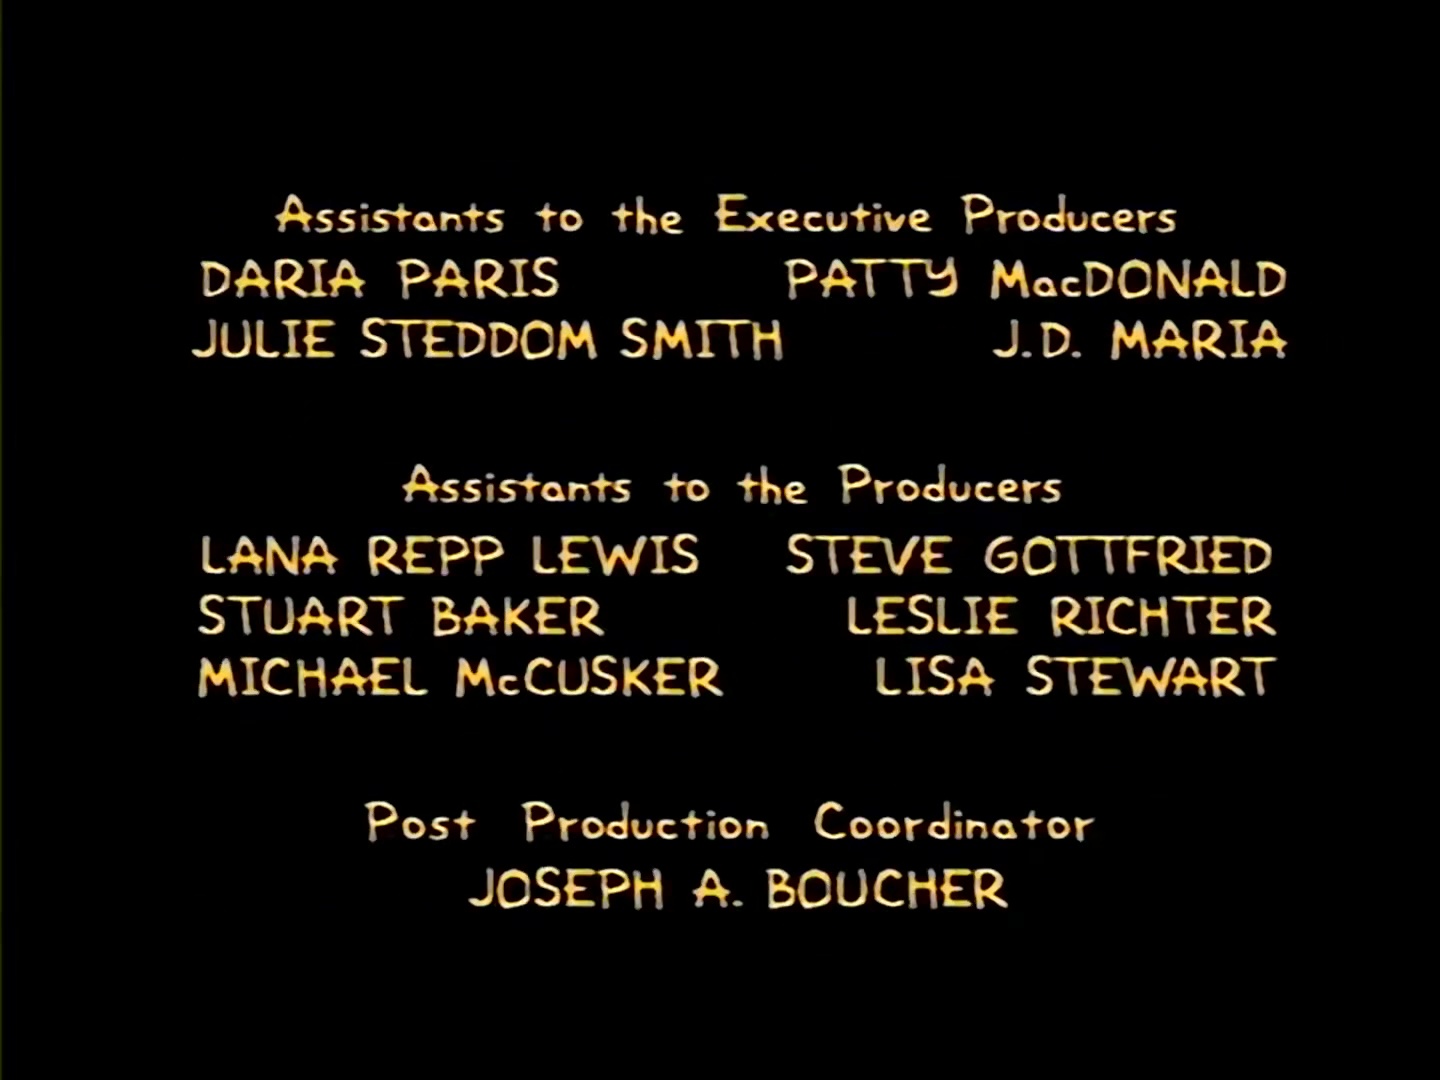 Assistants to the Executive Producers
DARIA PARIS PATTY MacDONALD
JULIE STEDDOM SMITH J.D. MARIA
Assistants to the Producers
LANA REPP LEWIS STEVE GOTTFRIED
STUART BAKER LESLIE RICHTER
MICHAEL McCUSKER LISA STEWART
Post Production Coordinator
JOSEPH A. BOUCHER